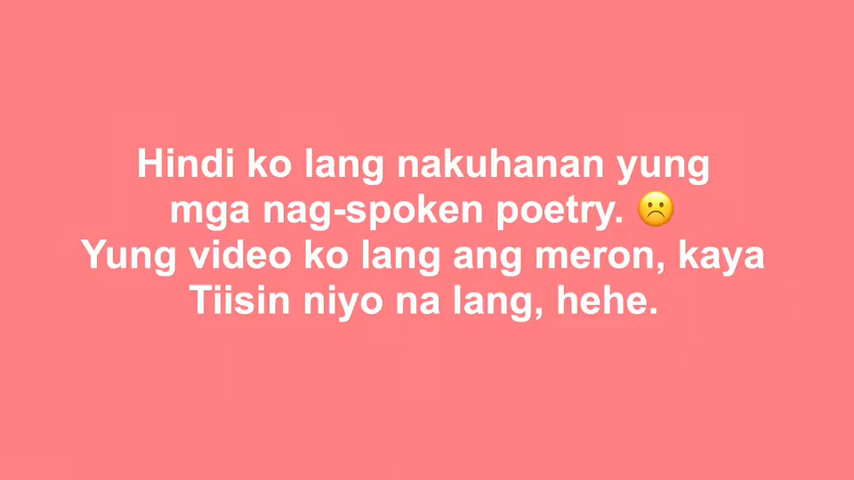 Hindi ko lang nakuhanan yung
mga nag-spoken poetry. ☹️
Yung video ko lang ang meron, kaya
Tiisin niyo na lang, hehe.